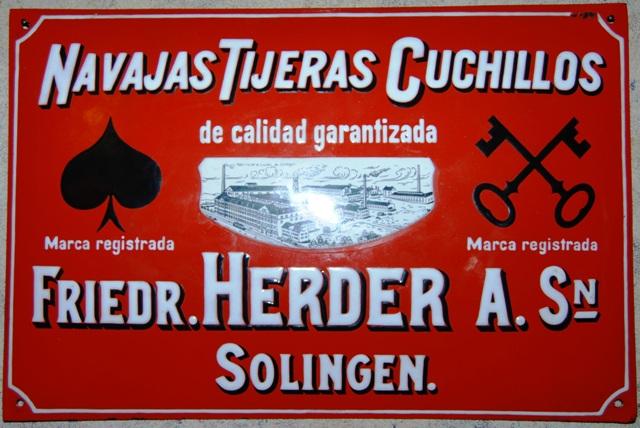 NAVAJAS TIJERAS CUCHILLOS
de calidad garantizada
Marca registrada
Marca registrada
FRIEDR. HERDER A. SN
SOLINGEN.